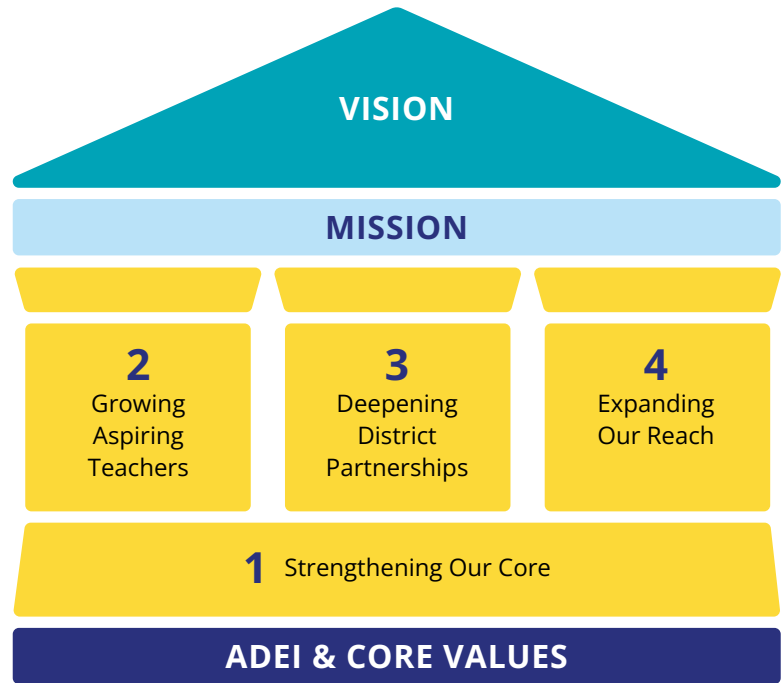 VISION
MISSION
2
Growing
Aspiring
Teachers
3
Deepening
District
Partnerships
4
Expanding
Our Reach
1 Strengthening Our Core
ADEI & CORE VALUES